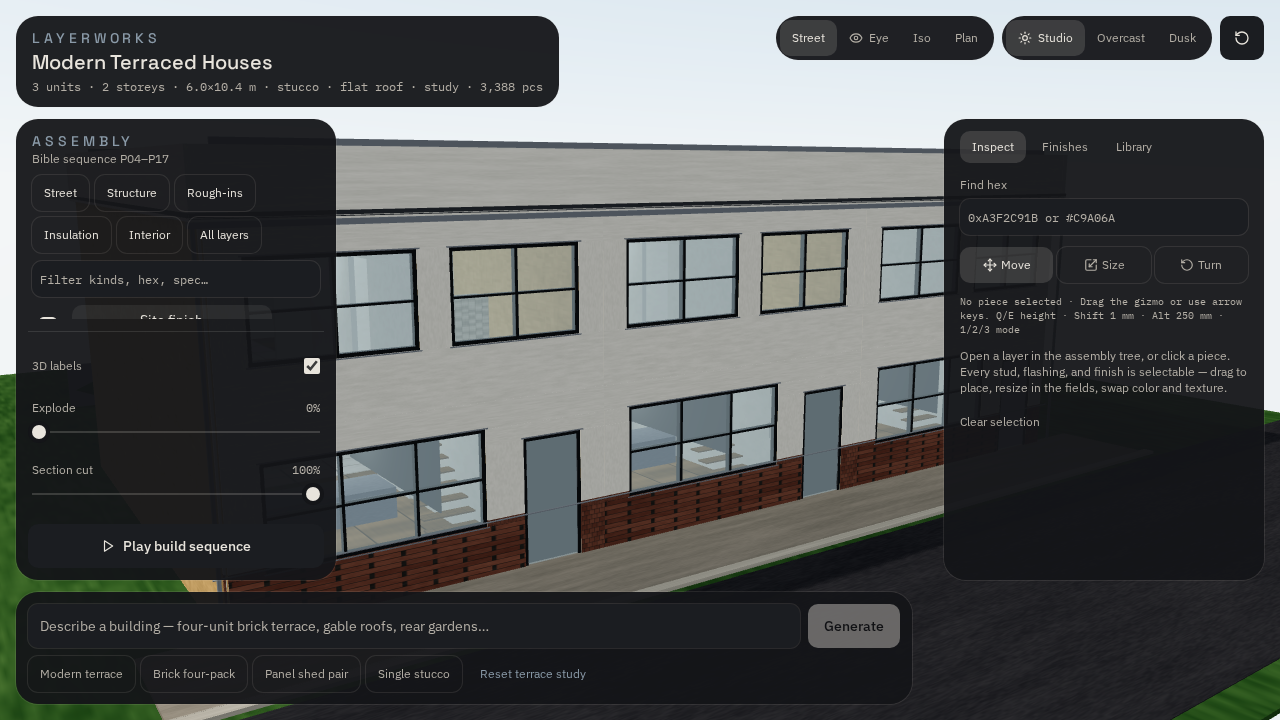 LAYERWORKS
Modern Terraced Houses
3 units · 2 storeys · 6.0×10.4 m · stucco · flat roof · study · 3,388 pcs
Street
Eye
Iso
Plan
Studio
Overcast
Dusk
ASSEMBLY
Bible sequence P04–P17
Street
Structure
Rough-ins
Insulation
Interior
All layers
Filter kinds, hex, spec…
Site finish
3D labels
Explode
0%
Section cut
100%
Play build sequence
Inspect
Finishes
Library
Find hex
0xA3F2C91B or #C9A06A
Move
Size
Turn
No piece selected · Drag the gizmo or use arrow
keys. Q/E height · Shift 1 mm · Alt 250 mm ·
1/2/3 mode
Open a layer in the assembly tree, or click a piece.
Every stud, flashing, and finish is selectable — drag to
place, resize in the fields, swap color and texture.
Clear selection
Describe a building — four-unit brick terrace, gable roofs, rear gardens…
Generate
Modern terrace
Brick four-pack
Panel shed pair
Single stucco
Reset terrace study